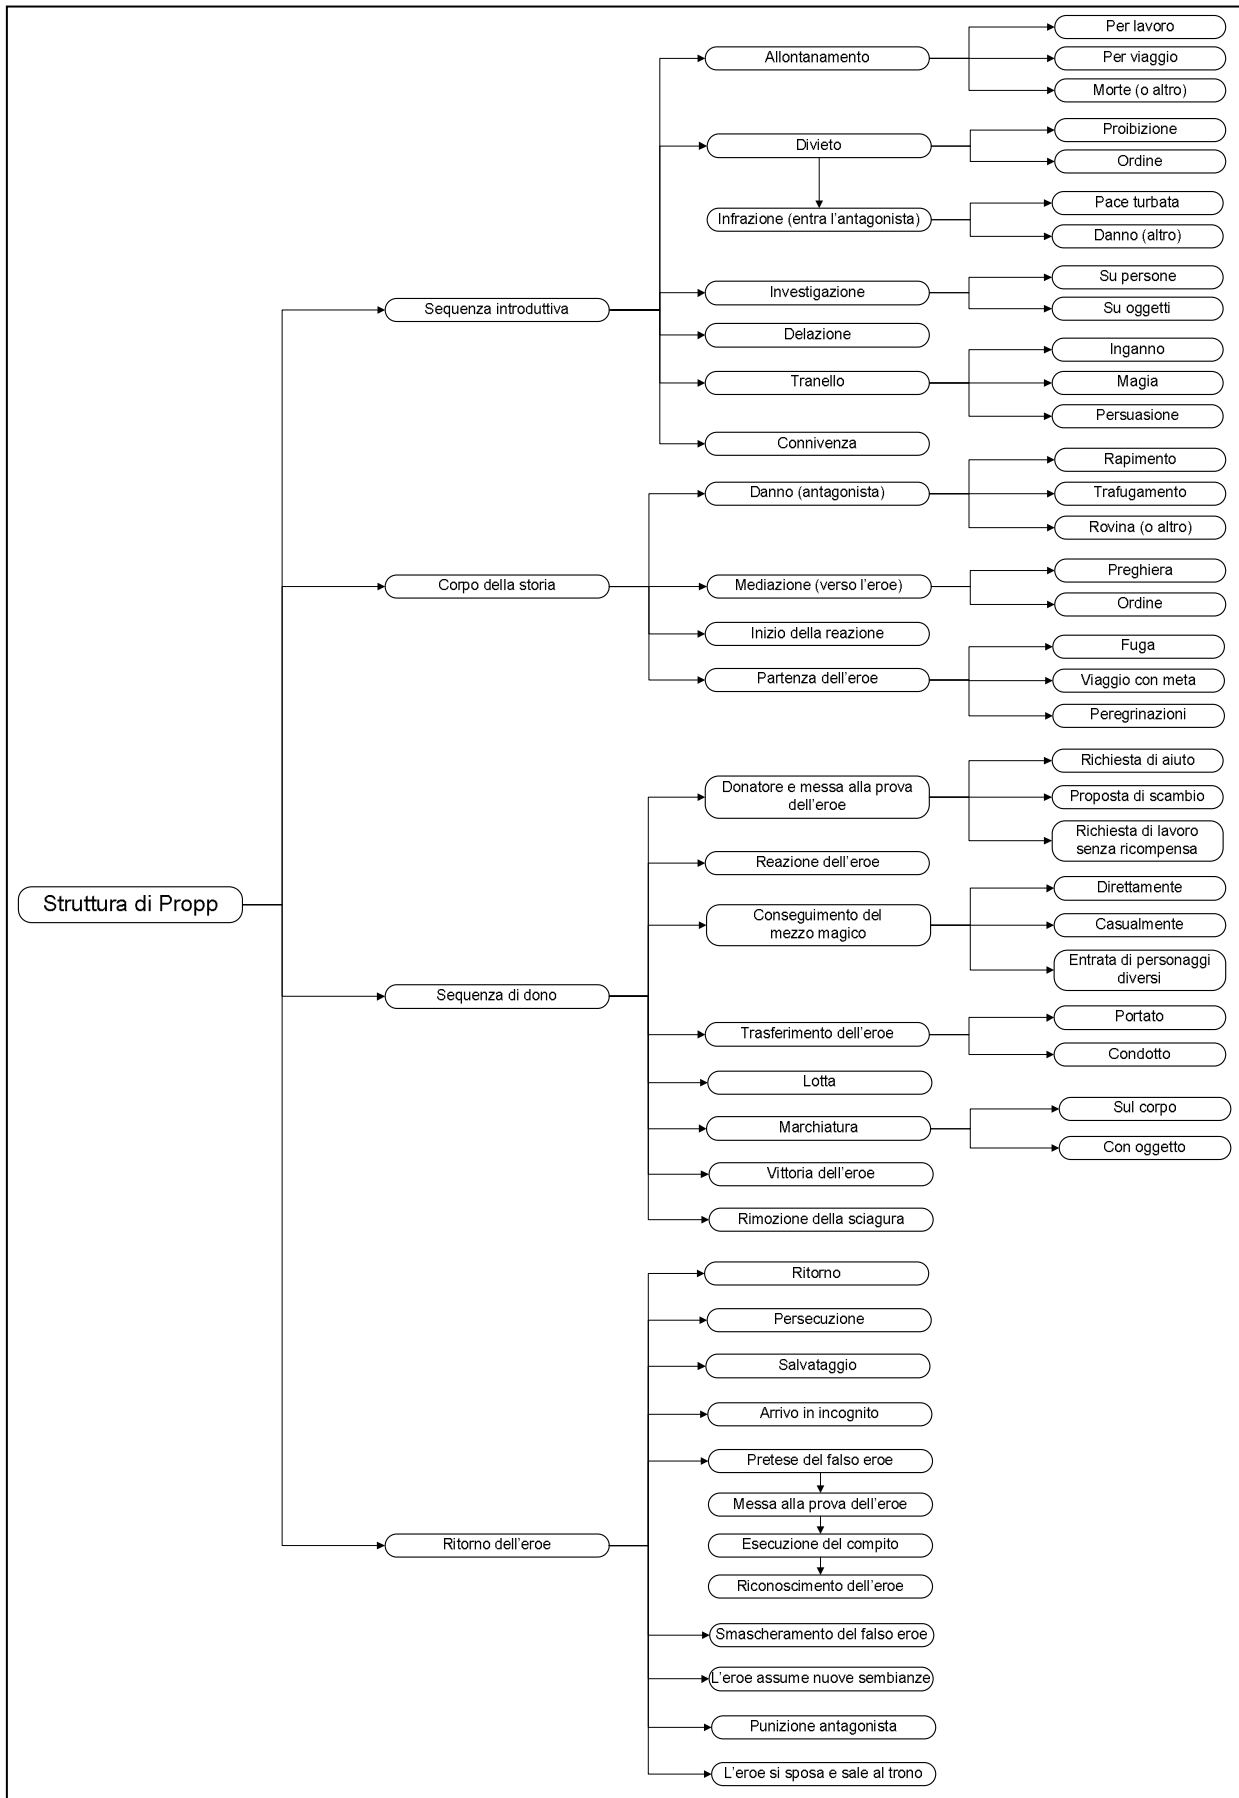 Struttura di Propp
Sequenza introduttiva
Allontanamento
Per lavoro
Per viaggio
Morte (o altro)
Divieto
Proibizione
Ordine
Infrazione (entra l'antagonista)
Pace turbata
Danno (altro)
Investigazione
Su persone
Su oggetti
Delazione
Tranello
Inganno
Magia
Persuasione
Connivenza
Corpo della storia
Danno (antagonista)
Rapimento
Trafugamento
Rovina (o altro)
Mediazione (verso l'eroe)
Preghiera
Ordine
Inizio della reazione
Partenza dell'eroe
Fuga
Viaggio con meta
Peregrinazioni
Sequenza di dono
Donatore e messa alla prova
dell'eroe
Richiesta di aiuto
Proposta di scambio
Richiesta di lavoro
senza ricompensa
Reazione dell'eroe
Conseguimento del
mezzo magico
Direttamente
Casualmente
Entrata di personaggi
diversi
Trasferimento dell'eroe
Portato
Condotto
Lotta
Marchiatura
Sul corpo
Con oggetto
Vittoria dell'eroe
Rimozione della sciagura
Ritorno dell'eroe
Ritorno
Persecuzione
Salvataggio
Arrivo in incognito
Pretese del falso eroe
Messa alla prova dell'eroe
Esecuzione del compito
Riconoscimento dell'eroe
Smascheramento del falso eroe
L'eroe assume nuove sembianze
Punizione antagonista
L'eroe si sposa e sale al trono